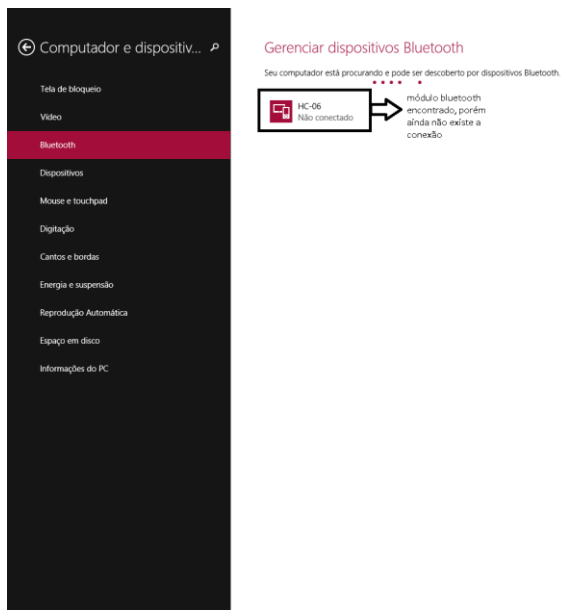 Computador e dispositiv...
Tela de bloqueio
Vídeo
Bluetooth
Dispositivos
Mouse e touchpad
Digitação
Cantos e bordas
Energia e suspensão
Reprodução Automática
Espaço em disco
Informações do PC
Gerenciar dispositivos Bluetooth
Seu computador está procurando e pode ser descoberto por dispositivos Bluetooth.
HC-06
Não conectado
módulo bluetooth
encontrado, porém
ainda não existe a
conexão